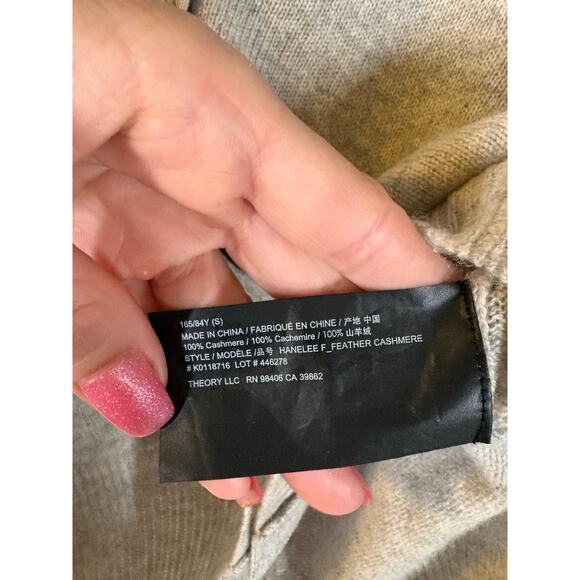 165/84Y (S)
MADE IN CHINA / FABRIQUÉ EN CHINE / 产地 中国
100% Cashmere / 100% Cachemire / 100% 山羊绒
STYLE / MODÈLE /品号 HANELEE F_FEATHER CASHMERE
# K0118716 LOT # 446278
THEORY LLC RN 98406 CA 39862